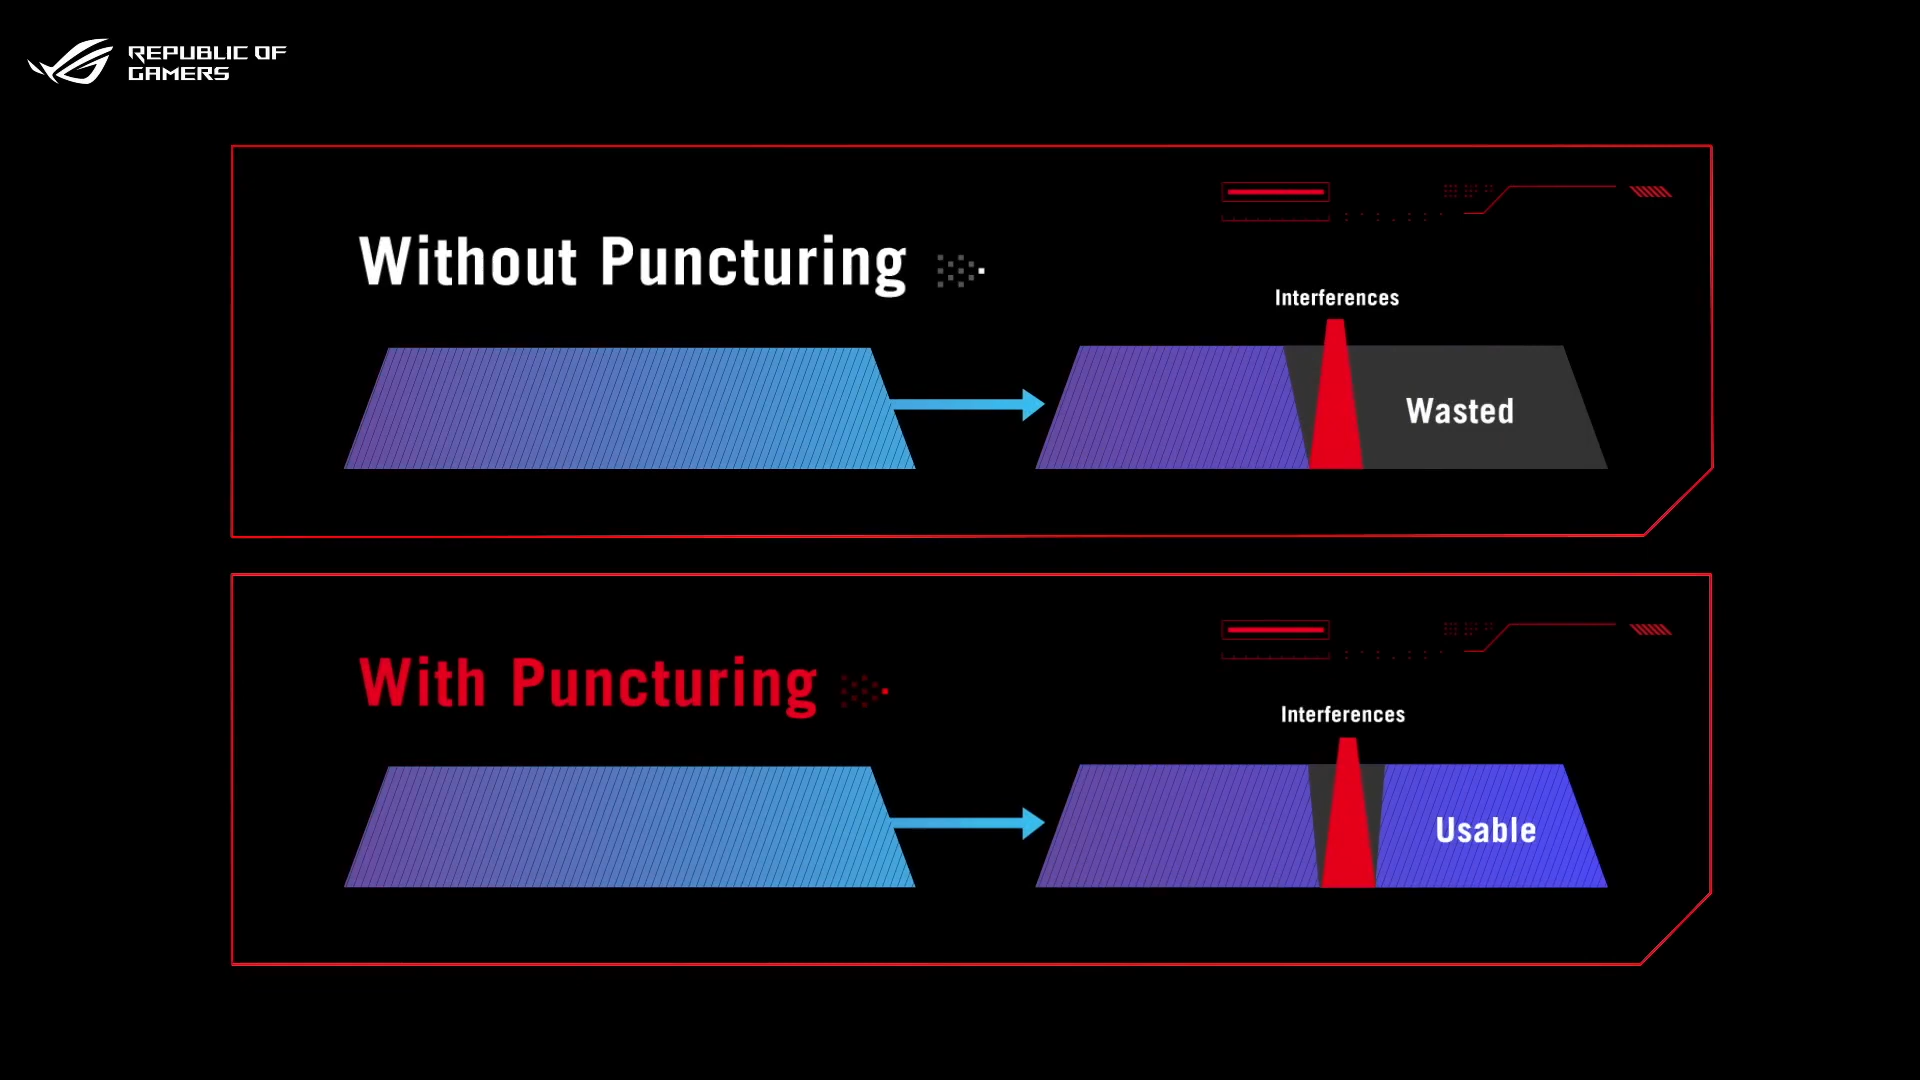 REPUBLIC OF
GAMERS
Without Puncturing
Interferences
Wasted
With Puncturing
Interferences
Usable